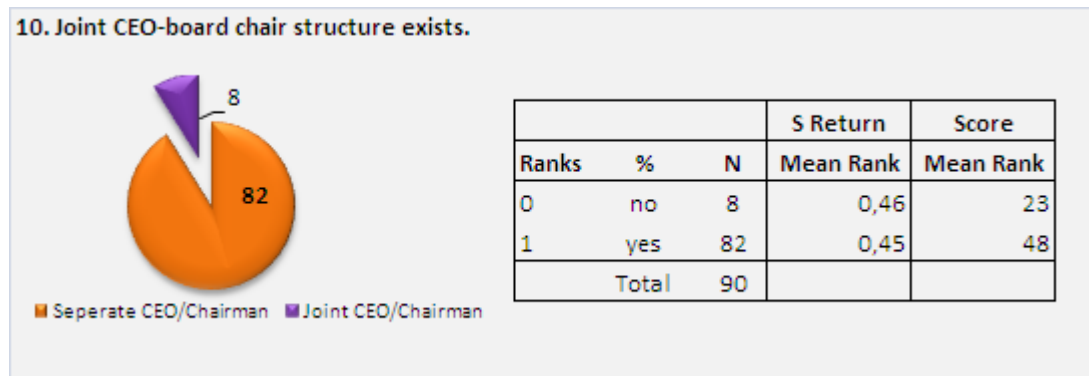 10. Joint CEO-board chair structure exists.
8
82
Seperate CEO/Chairman Joint CEO/Chairman
S Return Score
Ranks % N Mean Rank Mean Rank
0 no 8 0,46 23
1 yes 82 0,45 48
Total 90